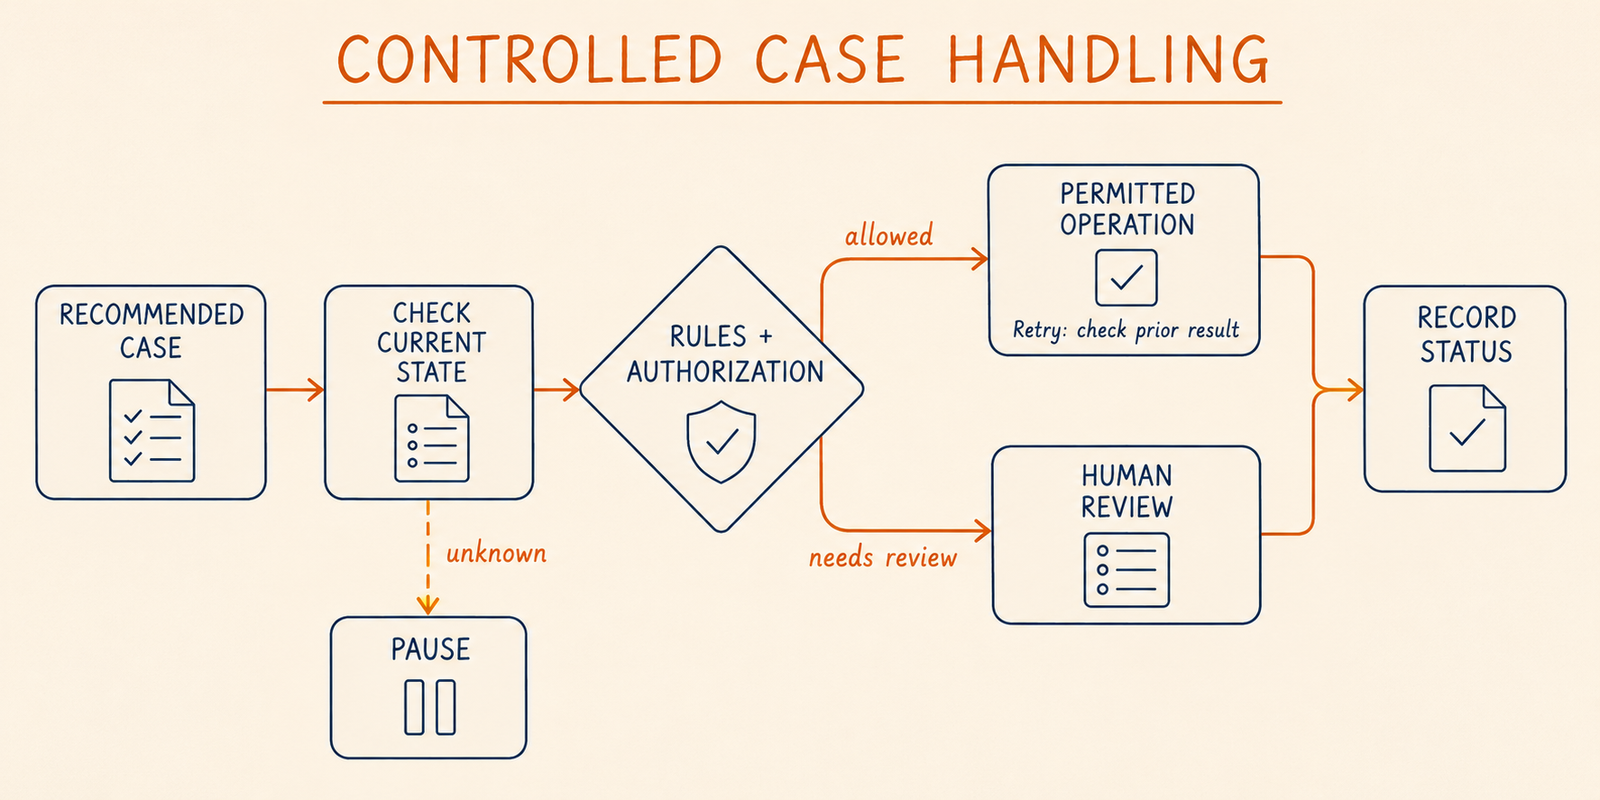 CONTROLLED CASE HANDLING
RECOMMENDED
CASE
CHECK
CURRENT
STATE
unknown
PAUSE
RULES +
AUTHORIZATION
allowed
needs review
PERMITTED
OPERATION
Retry: check prior result
HUMAN
REVIEW
RECORD
STATUS